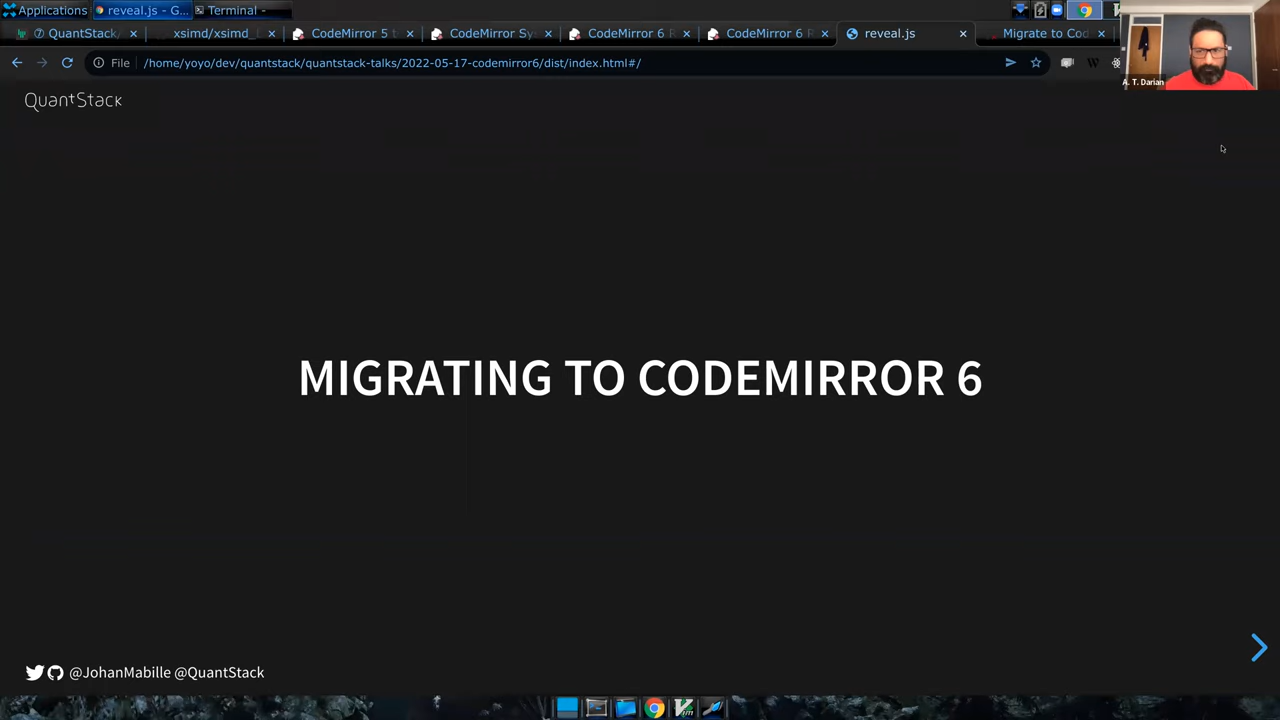 Applications reveal.js - G... Terminal -
⑦ QuantStack/ xsimd/xsimd_ CodeMirror 5 t CodeMirror Sy CodeMirror 6 R CodeMirror 6 R reveal.js Migrate to Cod
File /home/yoyo/dev/quantstack/quantstack-talks/2022-05-17-codemirror6/dist/index.html#/
A. T. Darian
QuantStack
MIGRATING TO CODEMIRROR 6
@JohanMabille @QuantStack